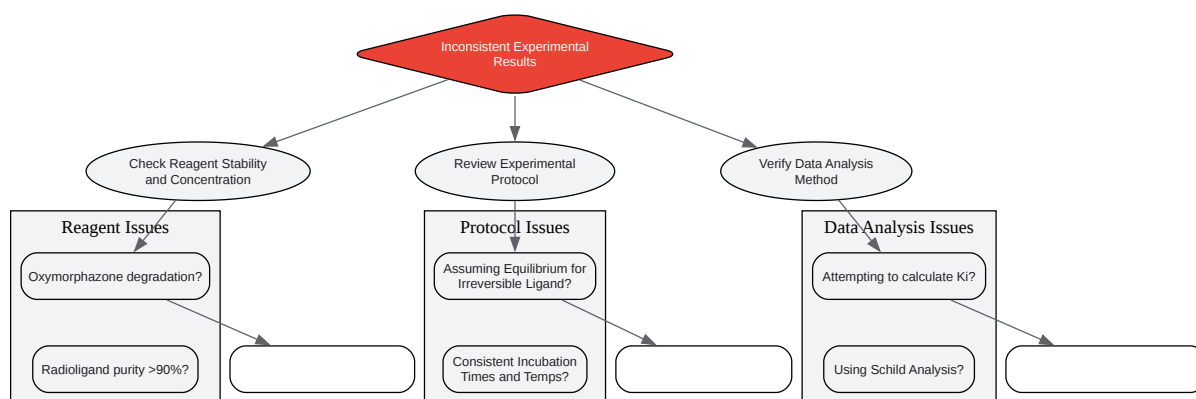 Inconsistent Experimental
Results
Check Reagent Stability
and Concentration
Review Experimental
Protocol
Verify Data Analysis
Method
Reagent Issues
Protocol Issues
Data Analysis Issues
Oxymorphazone degradation?
Assuming Equilibrium for
Irreversible Ligand?
Attempting to calculate Ki?
Radioligand purity >90%?
Consistent Incubation
Times and Temps?
Using Schild Analysis?